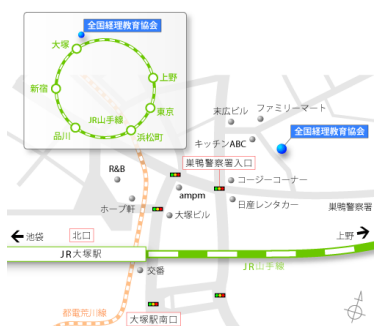 全国経理教育協会
大塚
上野
新宿
東京
JR山手線
品川
浜松町
末広ビル
ファミリーマート
全国経理教育協会
キッチンABC
巣鴨警察署入口
R&B
コージーコーナー
ampm
日産レンタカー
巣鴨警察署
ホープ軒
大塚ビル
池袋
北口
上野
JR大塚駅
JR山手線
交番
都電荒川線
大塚駅南口